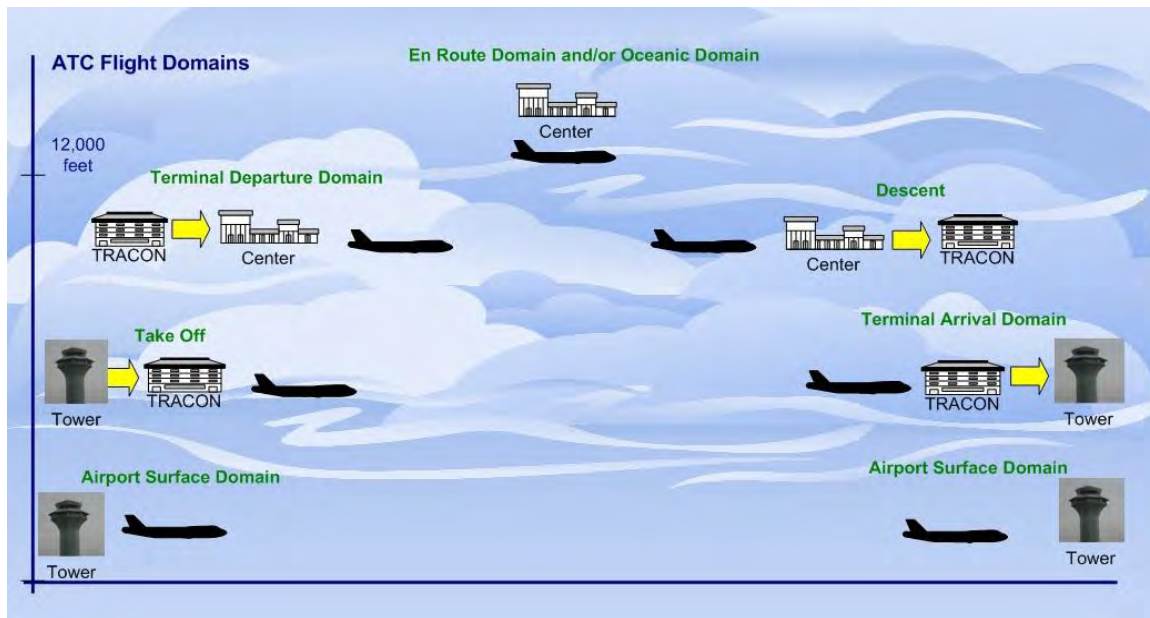 ATC Flight Domains
En Route Domain and/or Oceanic Domain
Center
12,000
feet
Terminal Departure Domain
TRACON
Center
Descent
Center
TRACON
Take Off
Tower
TRACON
Terminal Arrival Domain
TRACON
Tower
Airport Surface Domain
Tower
Airport Surface Domain
Tower